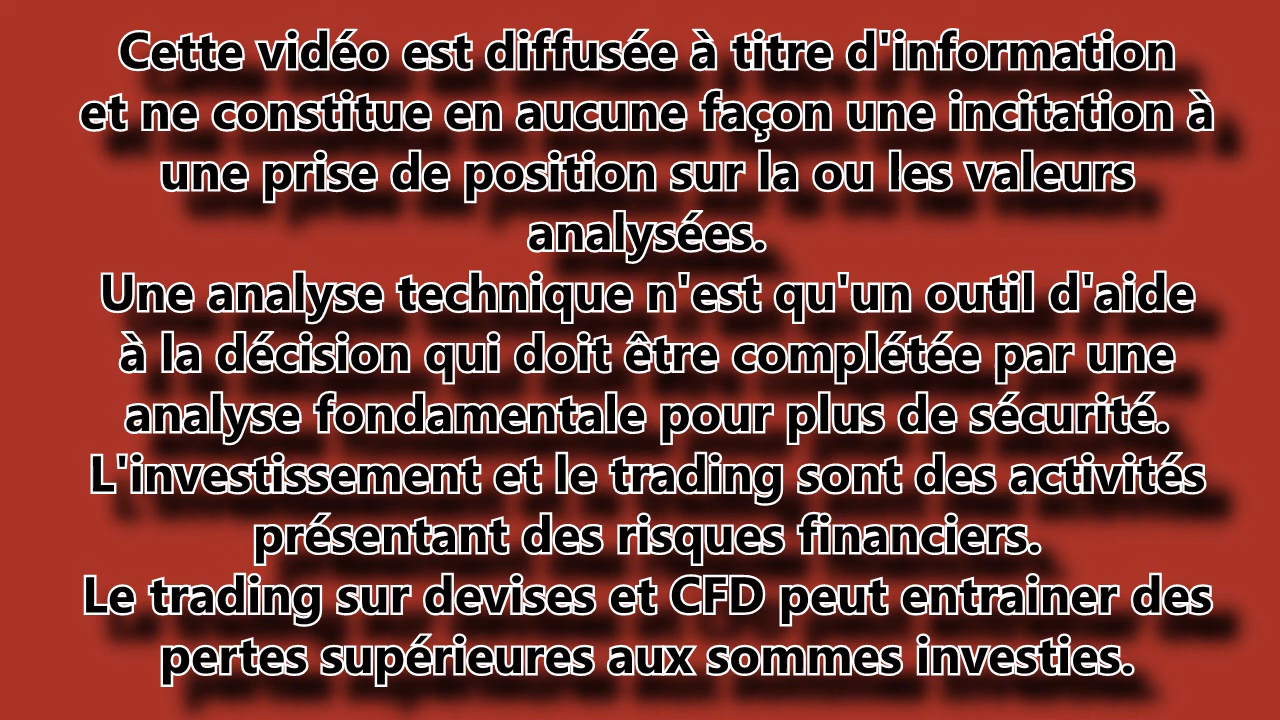 Cette vidéo est diffusée à titre d'information
et ne constitue en aucune façon une incitation à
une prise de position sur la ou les valeurs
analysées.
Une analyse technique n'est qu'un outil d'aide
à la décision qui doit être complétée par une
analyse fondamentale pour plus de sécurité.
L'investissement et le trading sont des activités
présentant des risques financiers.
Le trading sur devises et CFD peut entrainer des
pertes supérieures aux sommes investies.